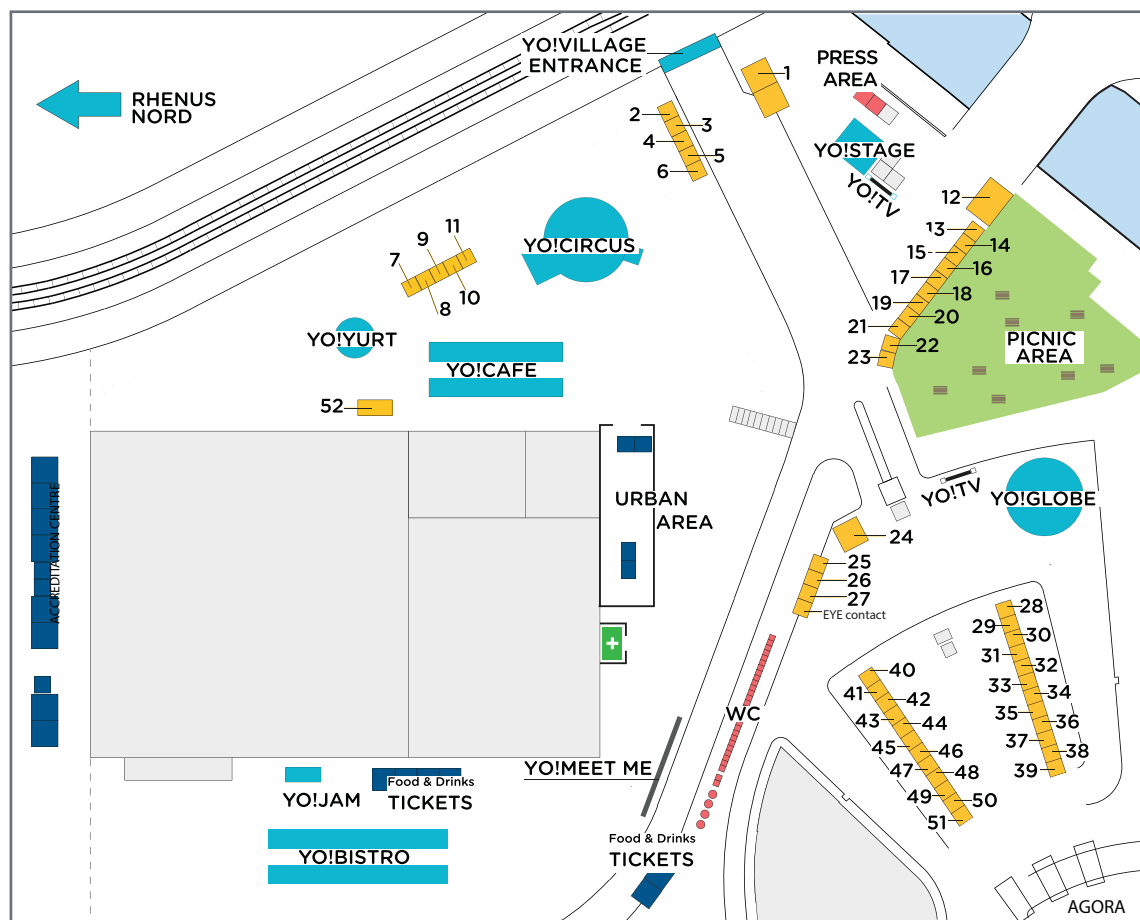 YO!VILLAGE
ENTRANCE
RHENUS
NORD
1
PRESS
AREA
2
3
4
5
6
YO!STAGE
YO!TV
12
13
14
15
16
17
18
19
20
21
22
23
PICNIC
AREA
7
8
9
10
11
YO!CIRCUS
YO!YURT
YO!CAFE
52
ACCREDITATION CENTRE
URBAN
AREA
YO!TV
YO!GLOBE
24
25
26
27
EYE contact
28
29
30
31
32
33
34
35
36
37
38
39
40
41
42
43
44
45
46
47
48
49
50
51
WC
YO!MEET ME
YO!JAM
Food & Drinks
TICKETS
YO!BISTRO
Food & Drinks
TICKETS
AGORA